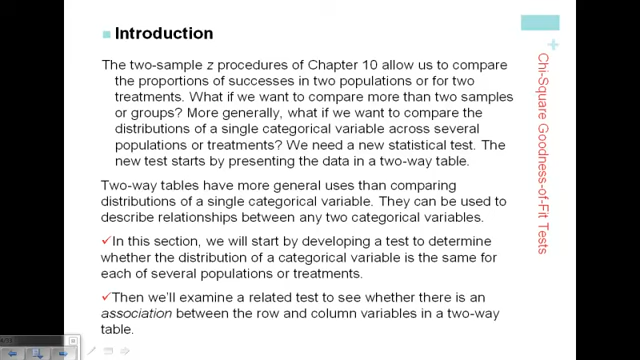 Introduction
The two-sample z procedures of Chapter 10 allow us to compare
the proportions of successes in two populations or for two
treatments. What if we want to compare more than two samples
or groups? More generally, what if we want to compare the
distributions of a single categorical variable across several
populations or treatments? We need a new statistical test. The
new test starts by presenting the data in a two-way table.
Two-way tables have more general uses than comparing
distributions of a single categorical variable. They can be used to
describe relationships between any two categorical variables.
✓In this section, we will start by developing a test to determine
whether the distribution of a categorical variable is the same for
each of several populations or treatments.
✓Then we'll examine a related test to see whether there is an
association between the row and column variables in a two-way
table.
+
Chi-Square Goodness-of-Fit Tests